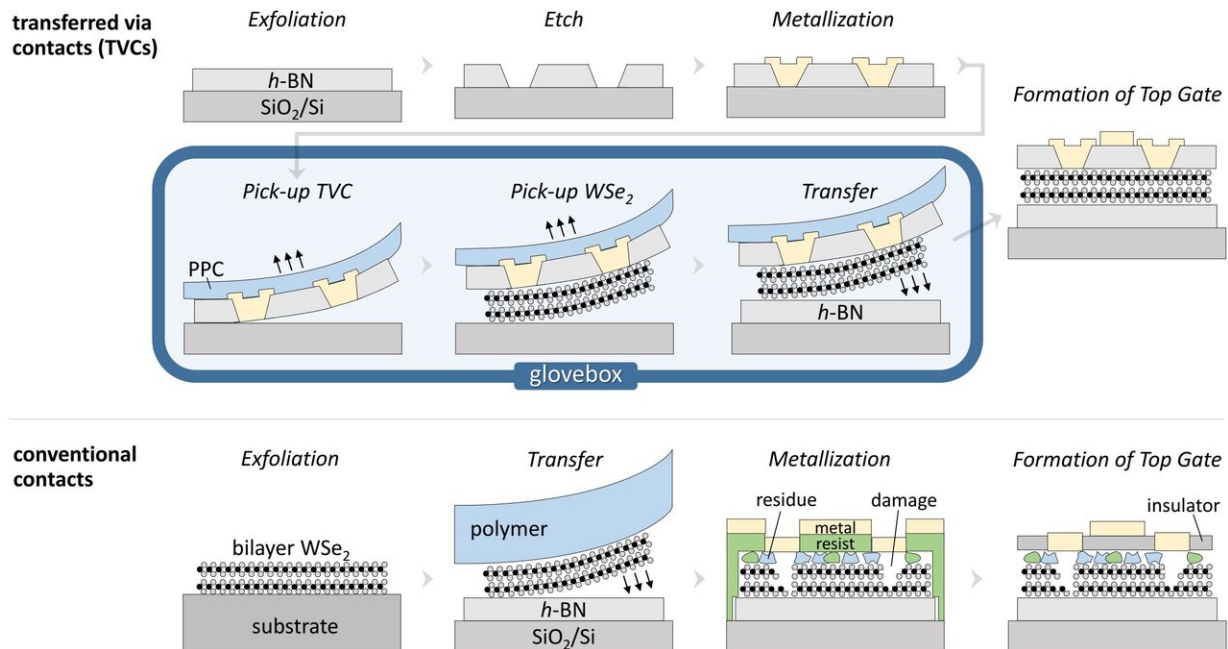 transferred via
contacts (TVCs)
Exfoliation
Etch
Metallization
h-BN
SiO₂/Si
Formation of Top Gate
Pick-up TVC
Pick-up WSe₂
Transfer
PPC
h-BN
glovebox
conventional
contacts
Exfoliation
Transfer
Metallization
Formation of Top Gate
bilayer WSe₂
substrate
polymer
h-BN
SiO₂/Si
residue
damage
metal
resist
insulator